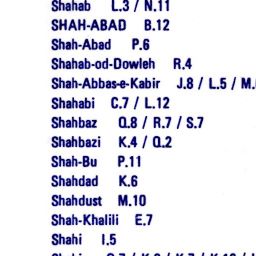 Shahab L.3 / N.11
SHAH-ABAD B.12
Shah-Abad P.6
Shahab-od-Dowleh R.4
Shah-Abbas-e-Kabir J.8 / L.5 /
Shahabi C.7 / L.12
Shahbaz Q.8 / R.7 / S.7
Shahbazi K.4 / Q.2
Shah-Bu P.11
Shahdad K.6
Shahdust M.10
Shah-Khalili E.7
Shahi I.5